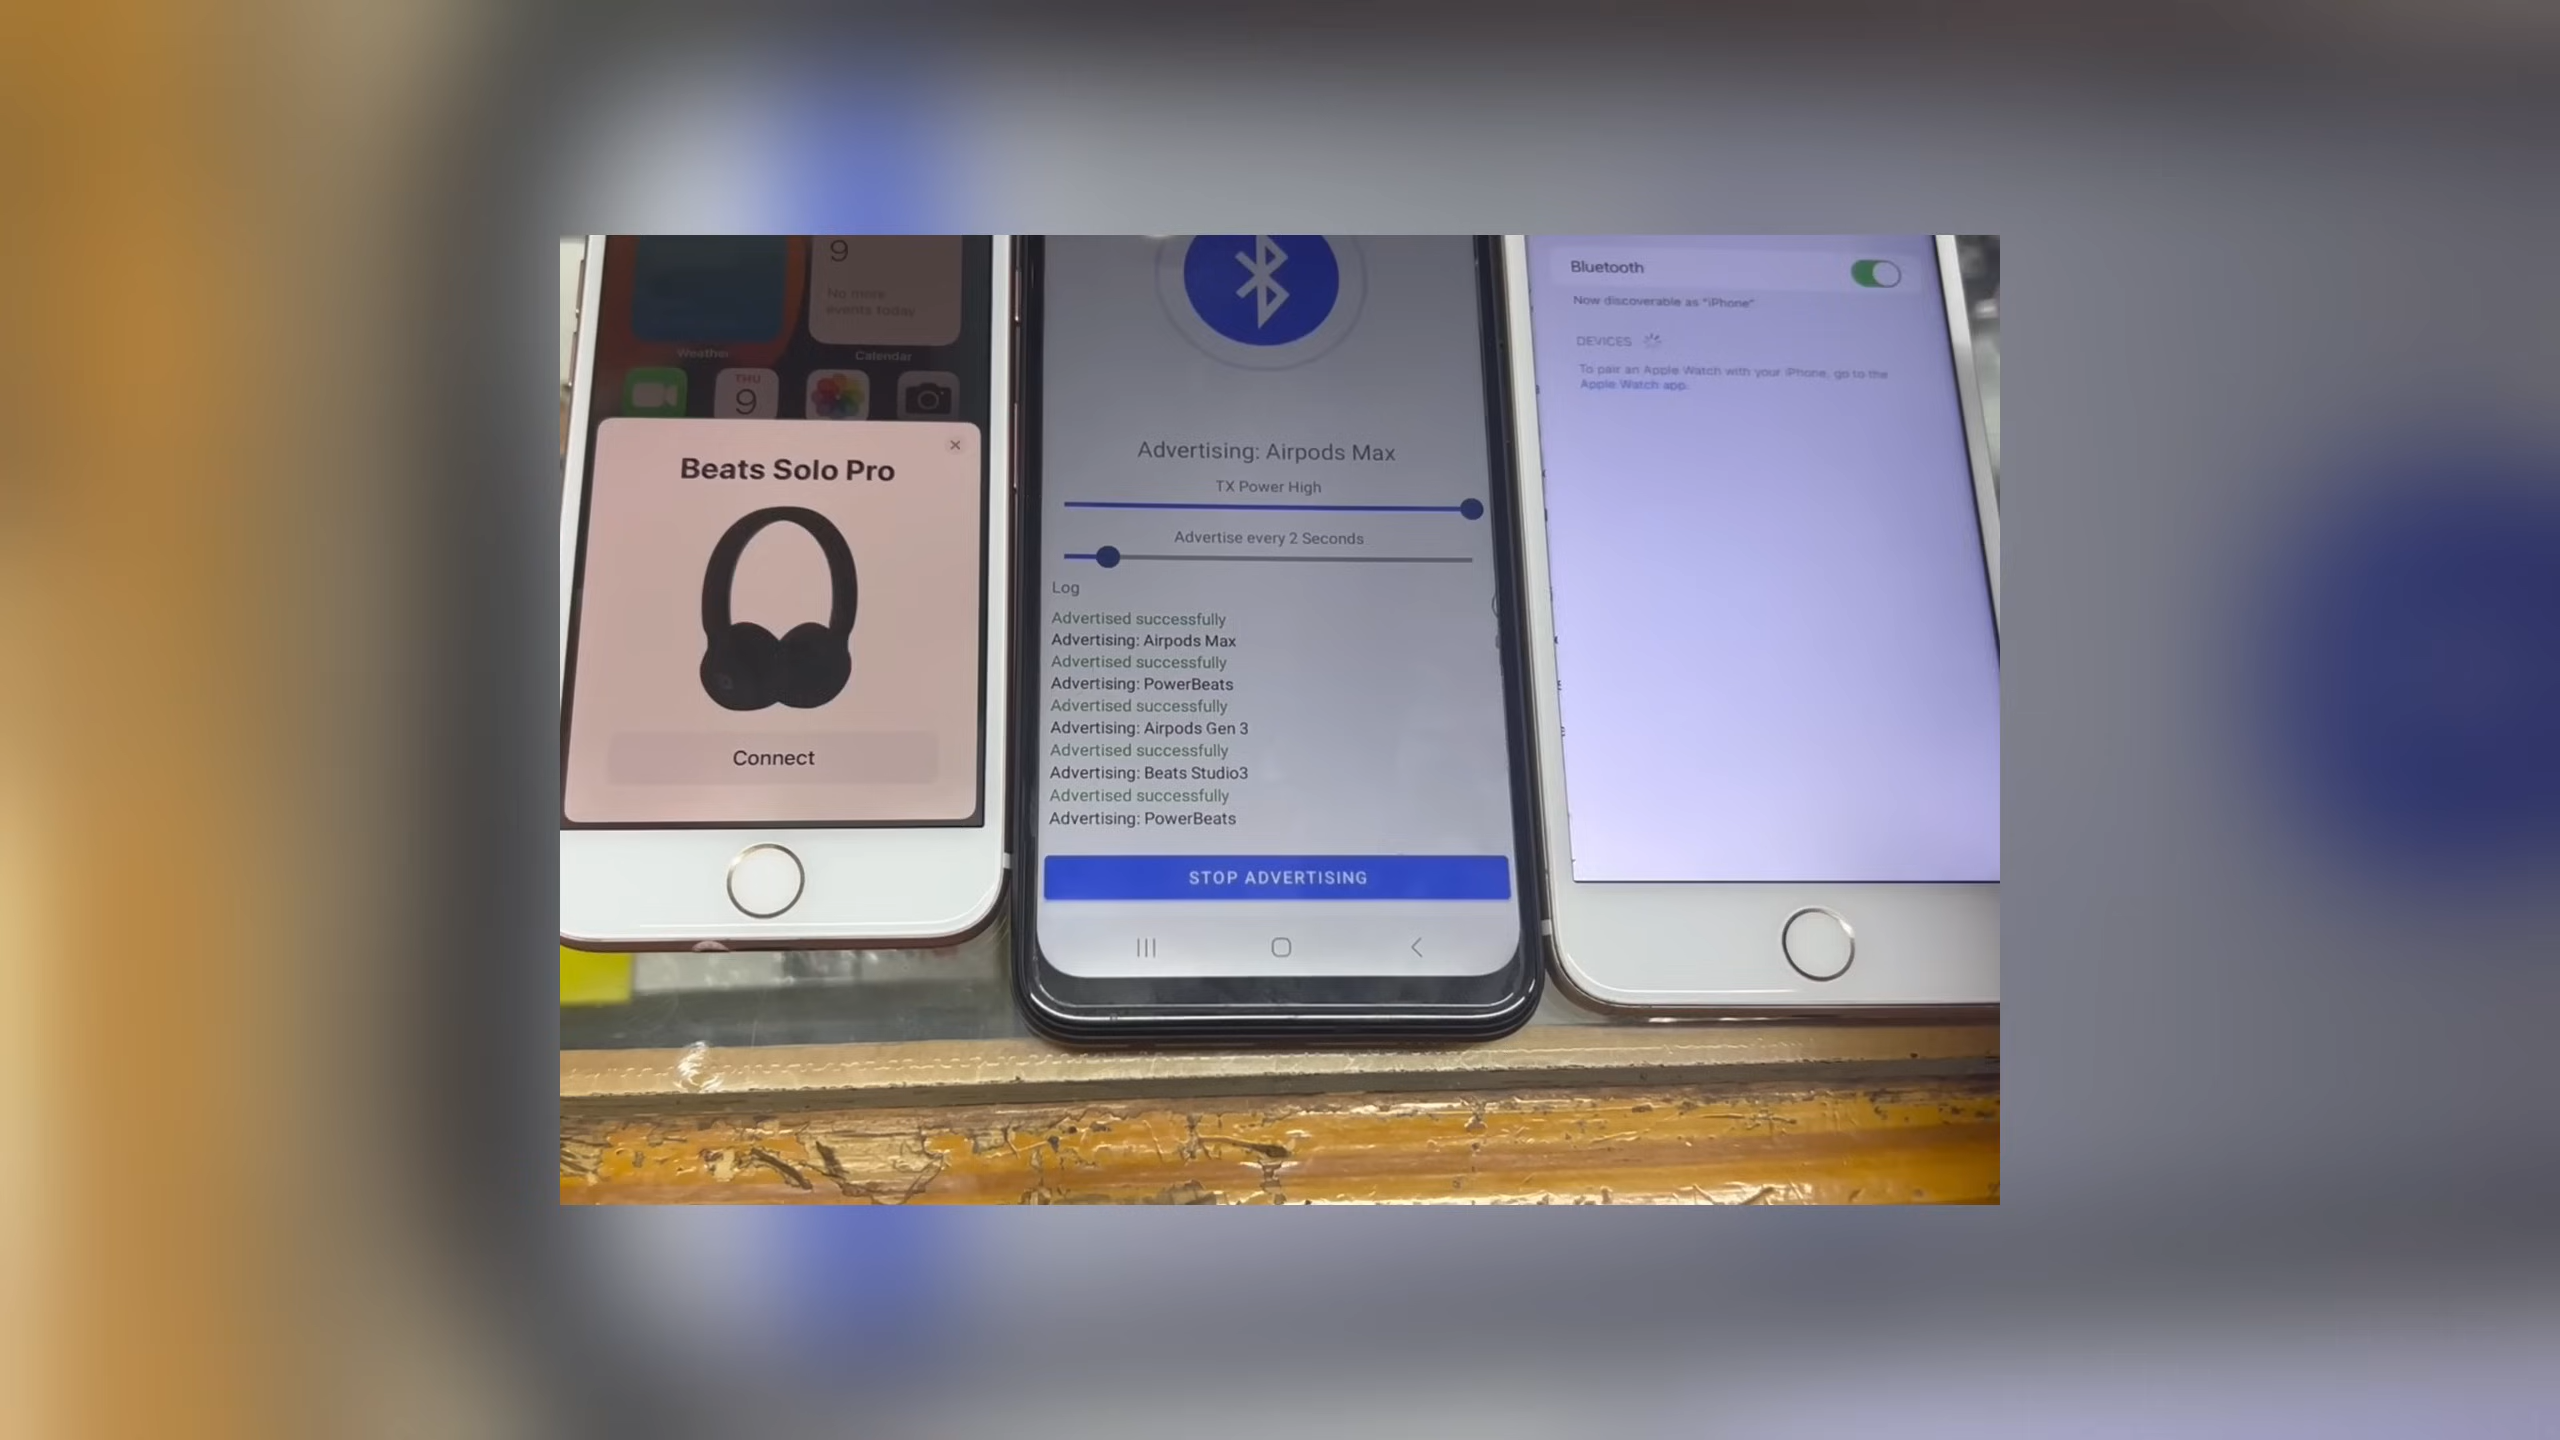 9
No more
events today
Weather
Calendar
THU
9
Beats Solo Pro
Connect
Advertising: Airpods Max
TX Power High
Advertise every 2 Seconds
Log
Advertised successfully
Advertising: Airpods Max
Advertised successfully
Advertising: PowerBeats
Advertised successfully
Advertising: Airpods Gen 3
Advertised successfully
Advertising: Beats Studio3
Advertised successfully
Advertising: PowerBeats
STOP ADVERTISING
Bluetooth
Now discoverable as "iPhone"
DEVICES
To pair an Apple Watch with your iPhone, go to the
Apple Watch app.